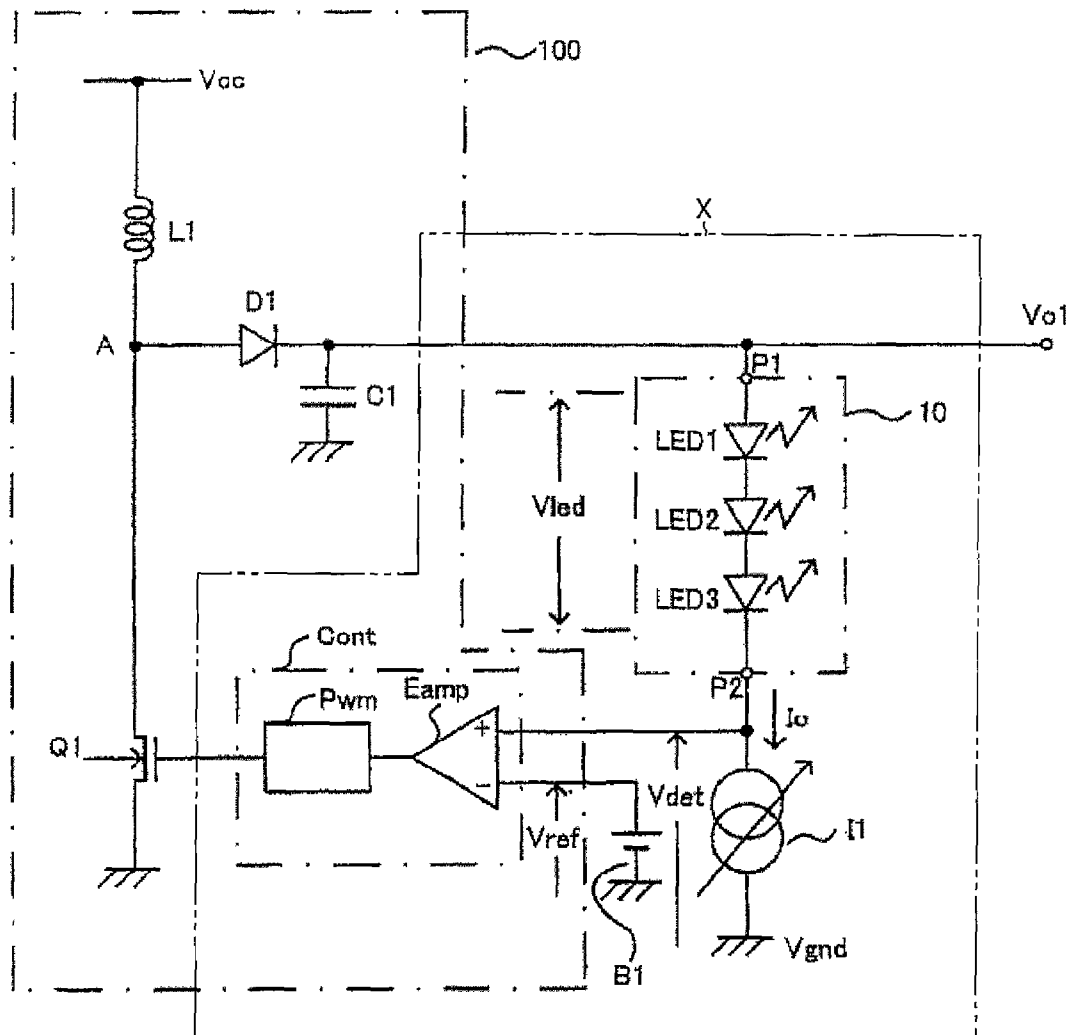 100
Vcc
L1
X
D1
Vo1
A
P1
C1
10
LED1
Vled
LED2
LED3
Cont
P2
Eamp
Pwm
Io
+
Q1
-
Vdet
Vref
I1
Vgnd
B1